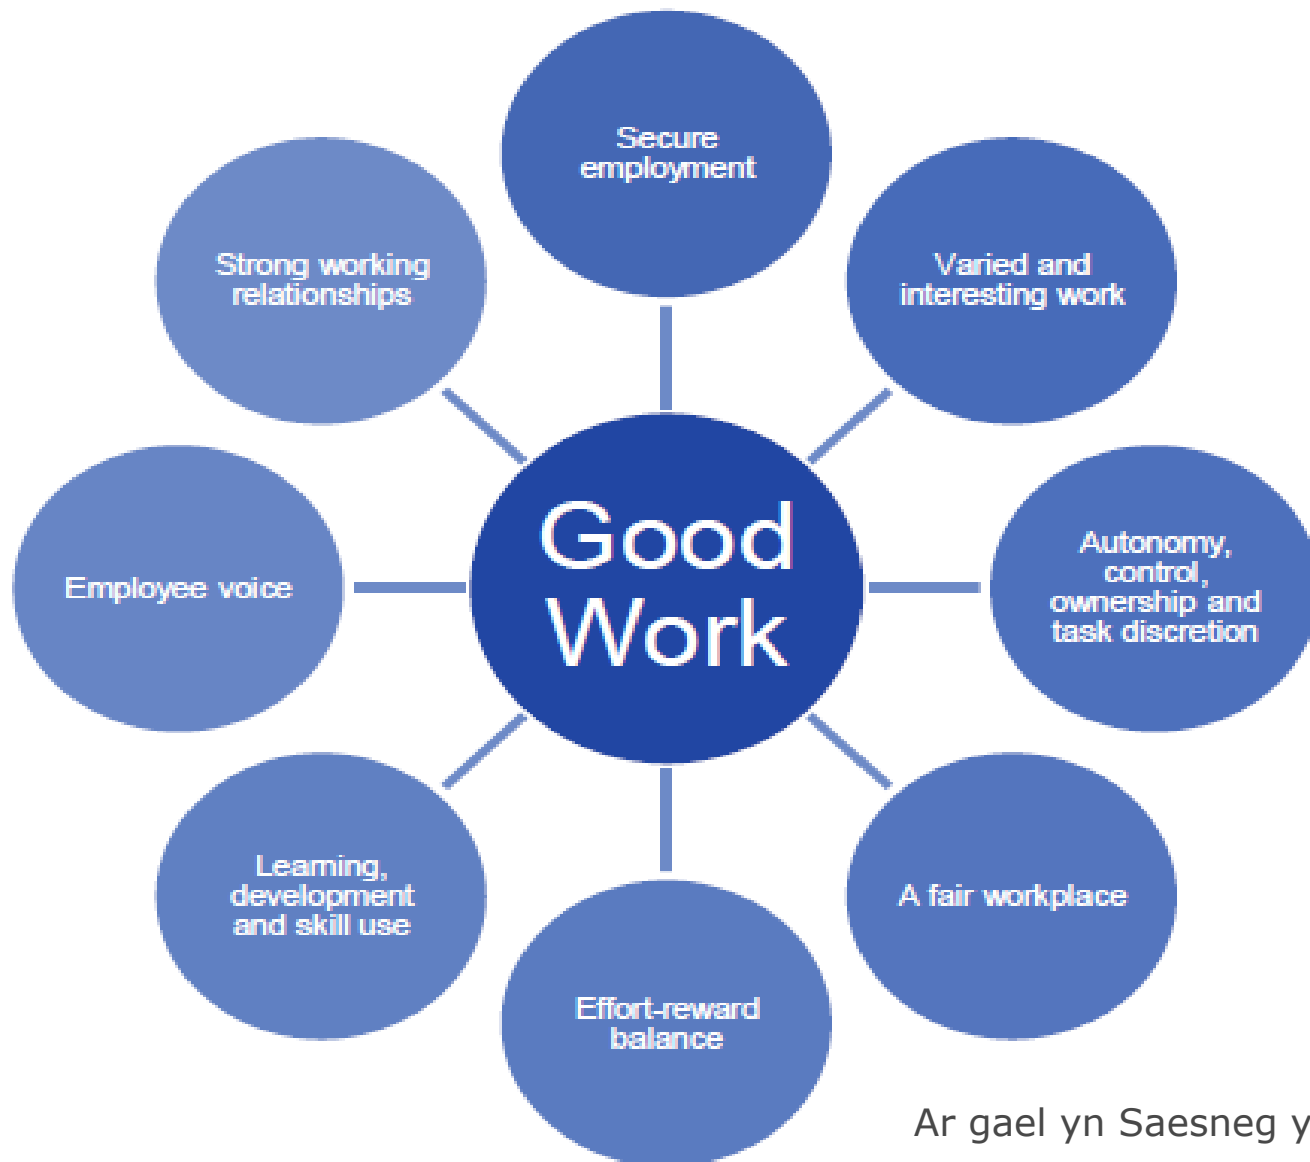 Good
Work
Secure
employment
Varied and
interesting work
Autonomy,
control,
ownership and
task discretion
A fair workplace
Effort-reward
balance
Learning,
development
and skill use
Employee voice
Strong working
relationships
Ar gael yn Saesneg